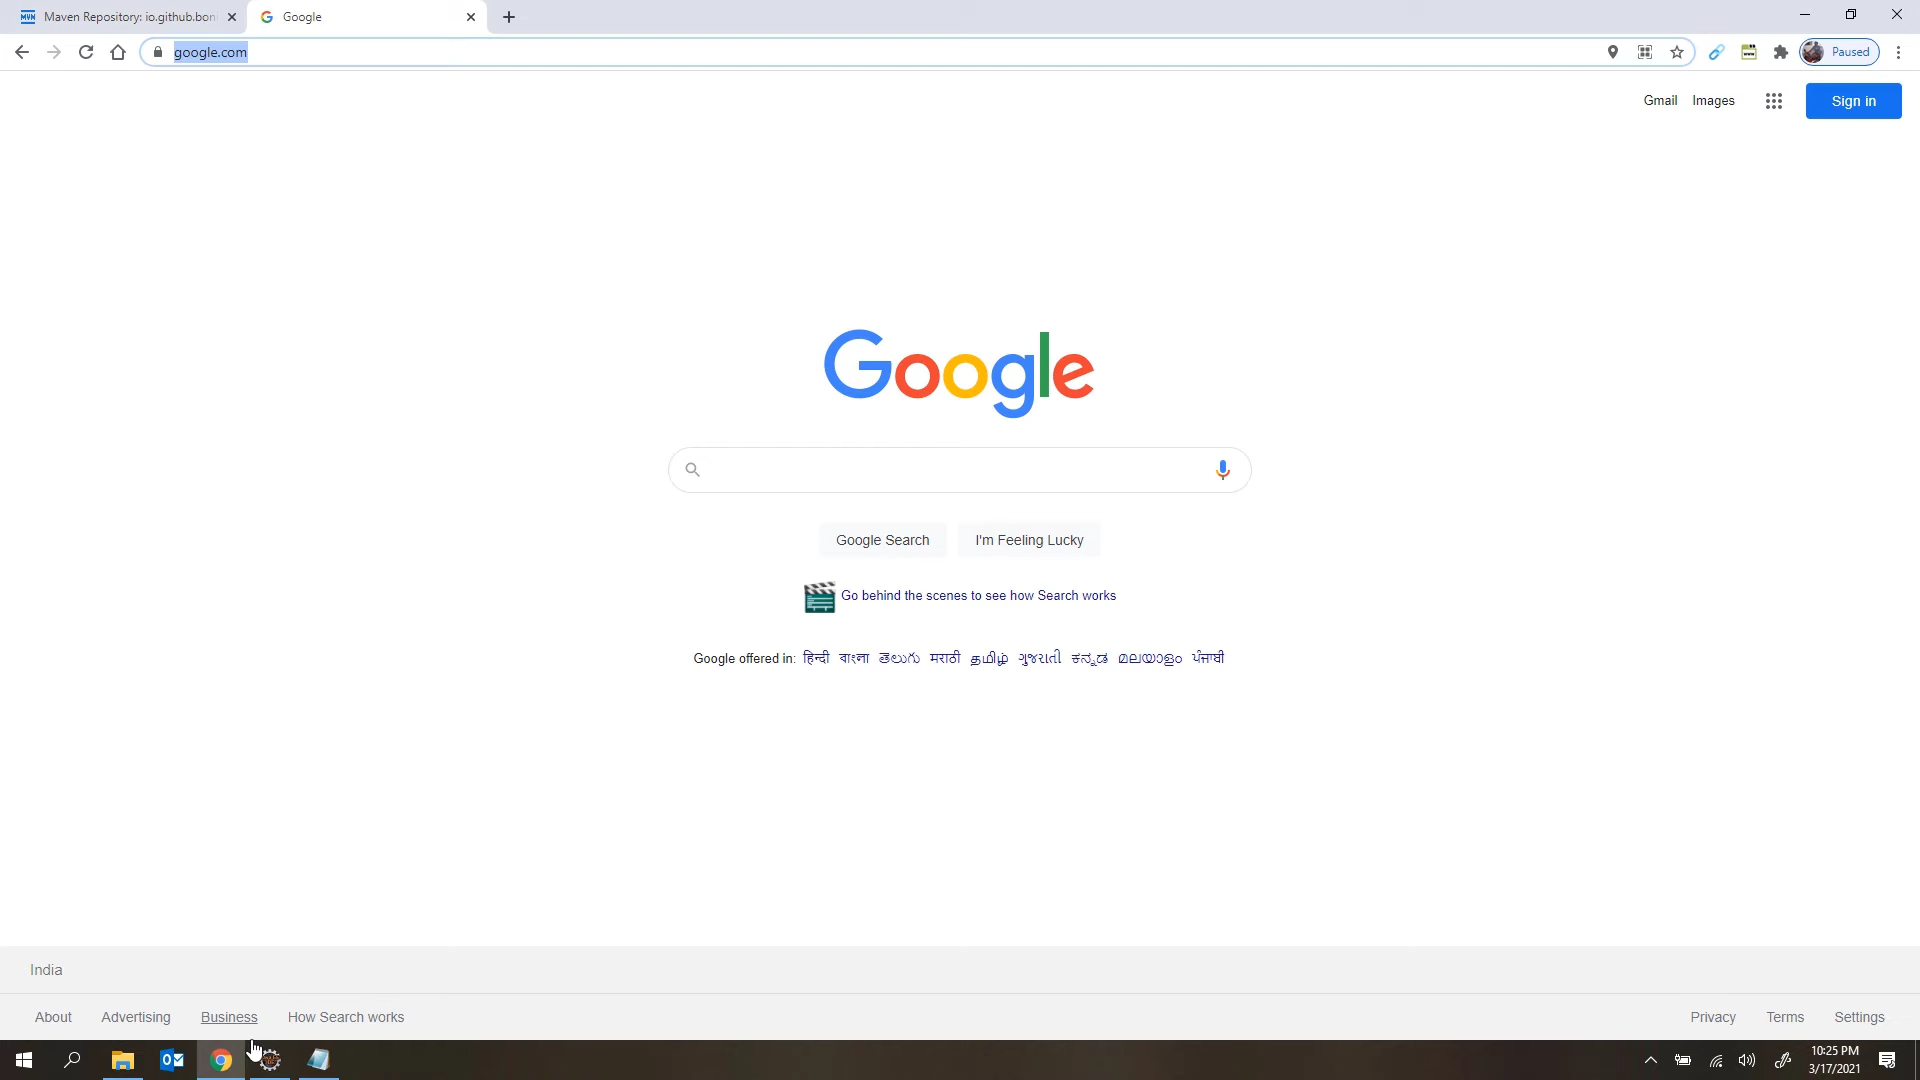 Maven Repository: io.github.bon
Google
google.com
Paused
Gmail Images
Sign in
Google
Google Search I'm Feeling Lucky
Go behind the scenes to see how Search works
Google offered in: हिन्दी বাংলা తెలుగు मराठी தமிழ் ગુજરાતી ಕನ್ನಡ മലയാളം ਪੰਜਾਬੀ
India
About Advertising Business How Search works
Privacy Terms Settings
10:25 PM
3/17/2021